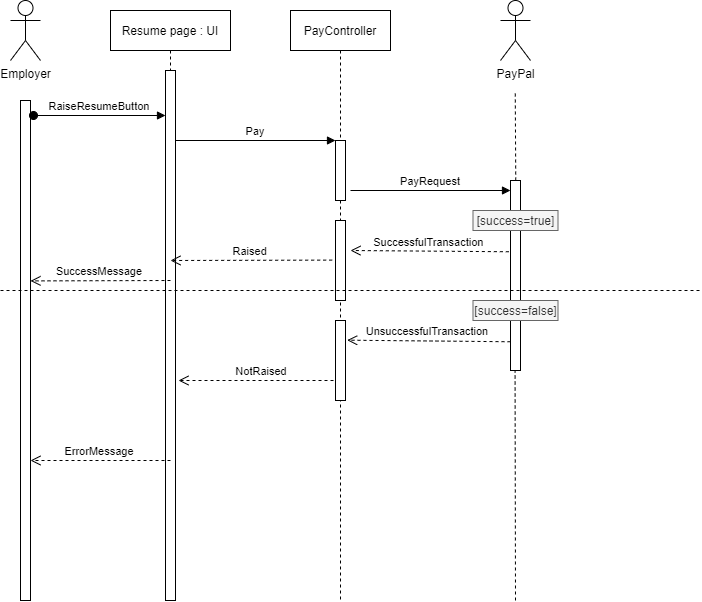 Resume page : UI
PayController
Employer
PayPal
RaiseResumeButton
Pay
PayRequest
[success=true]
SuccessfulTransaction
Raised
SuccessMessage
[success=false]
UnsuccessfulTransaction
NotRaised
ErrorMessage